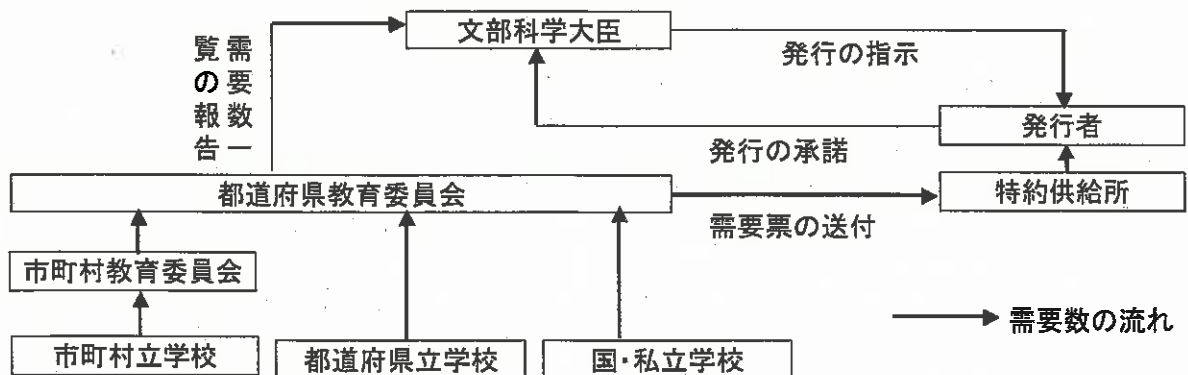 文部科学大臣
需要数一
覧の報告
発行の指示
発行者
発行の承諾
都道府県教育委員会
特約供給所
需要票の送付
市町村教育委員会
需要数の流れ
市町村立学校
都道府県立学校
国・私立学校